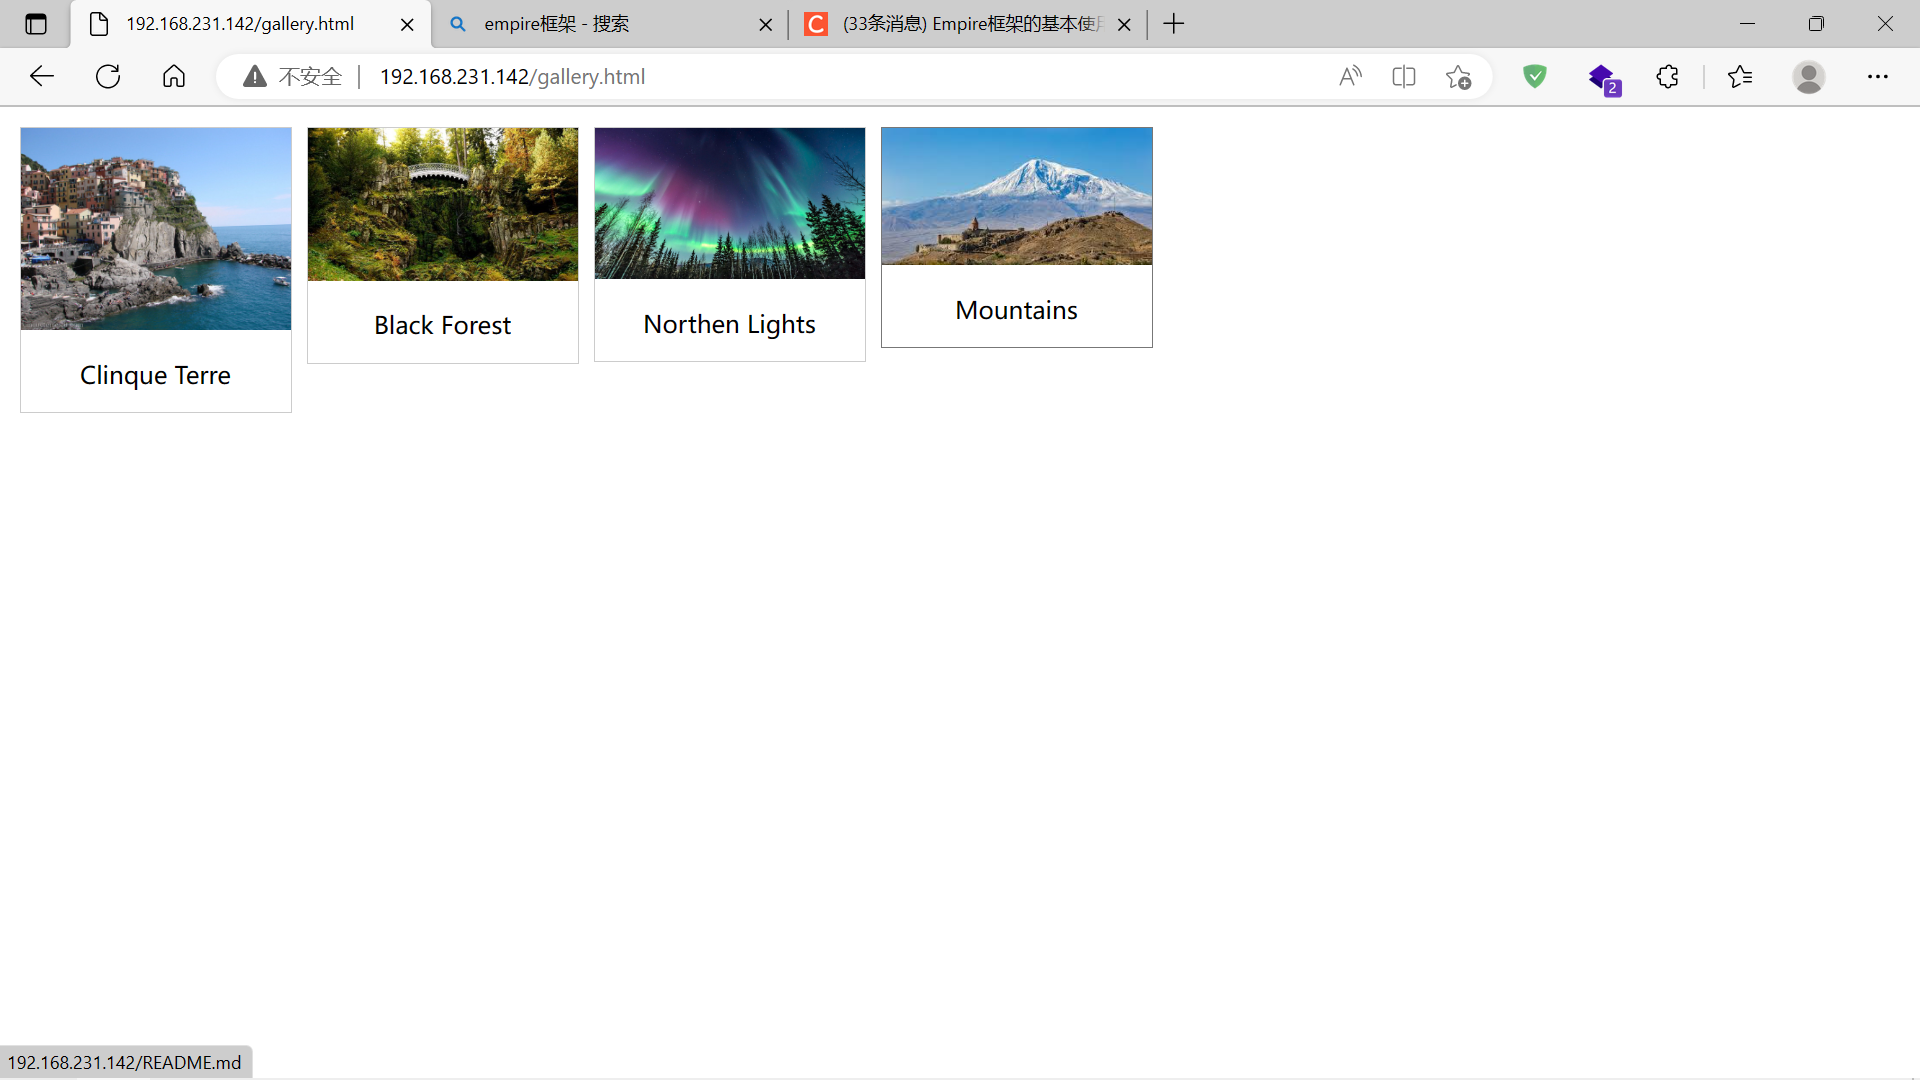 192.168.231.142/gallery.html
empire框架 - 搜索
(33条消息) Empire框架的基本使
不安全
192.168.231.142/gallery.html
2
Clinque Terre
Black Forest
Northen Lights
Mountains
192.168.231.142/README.md